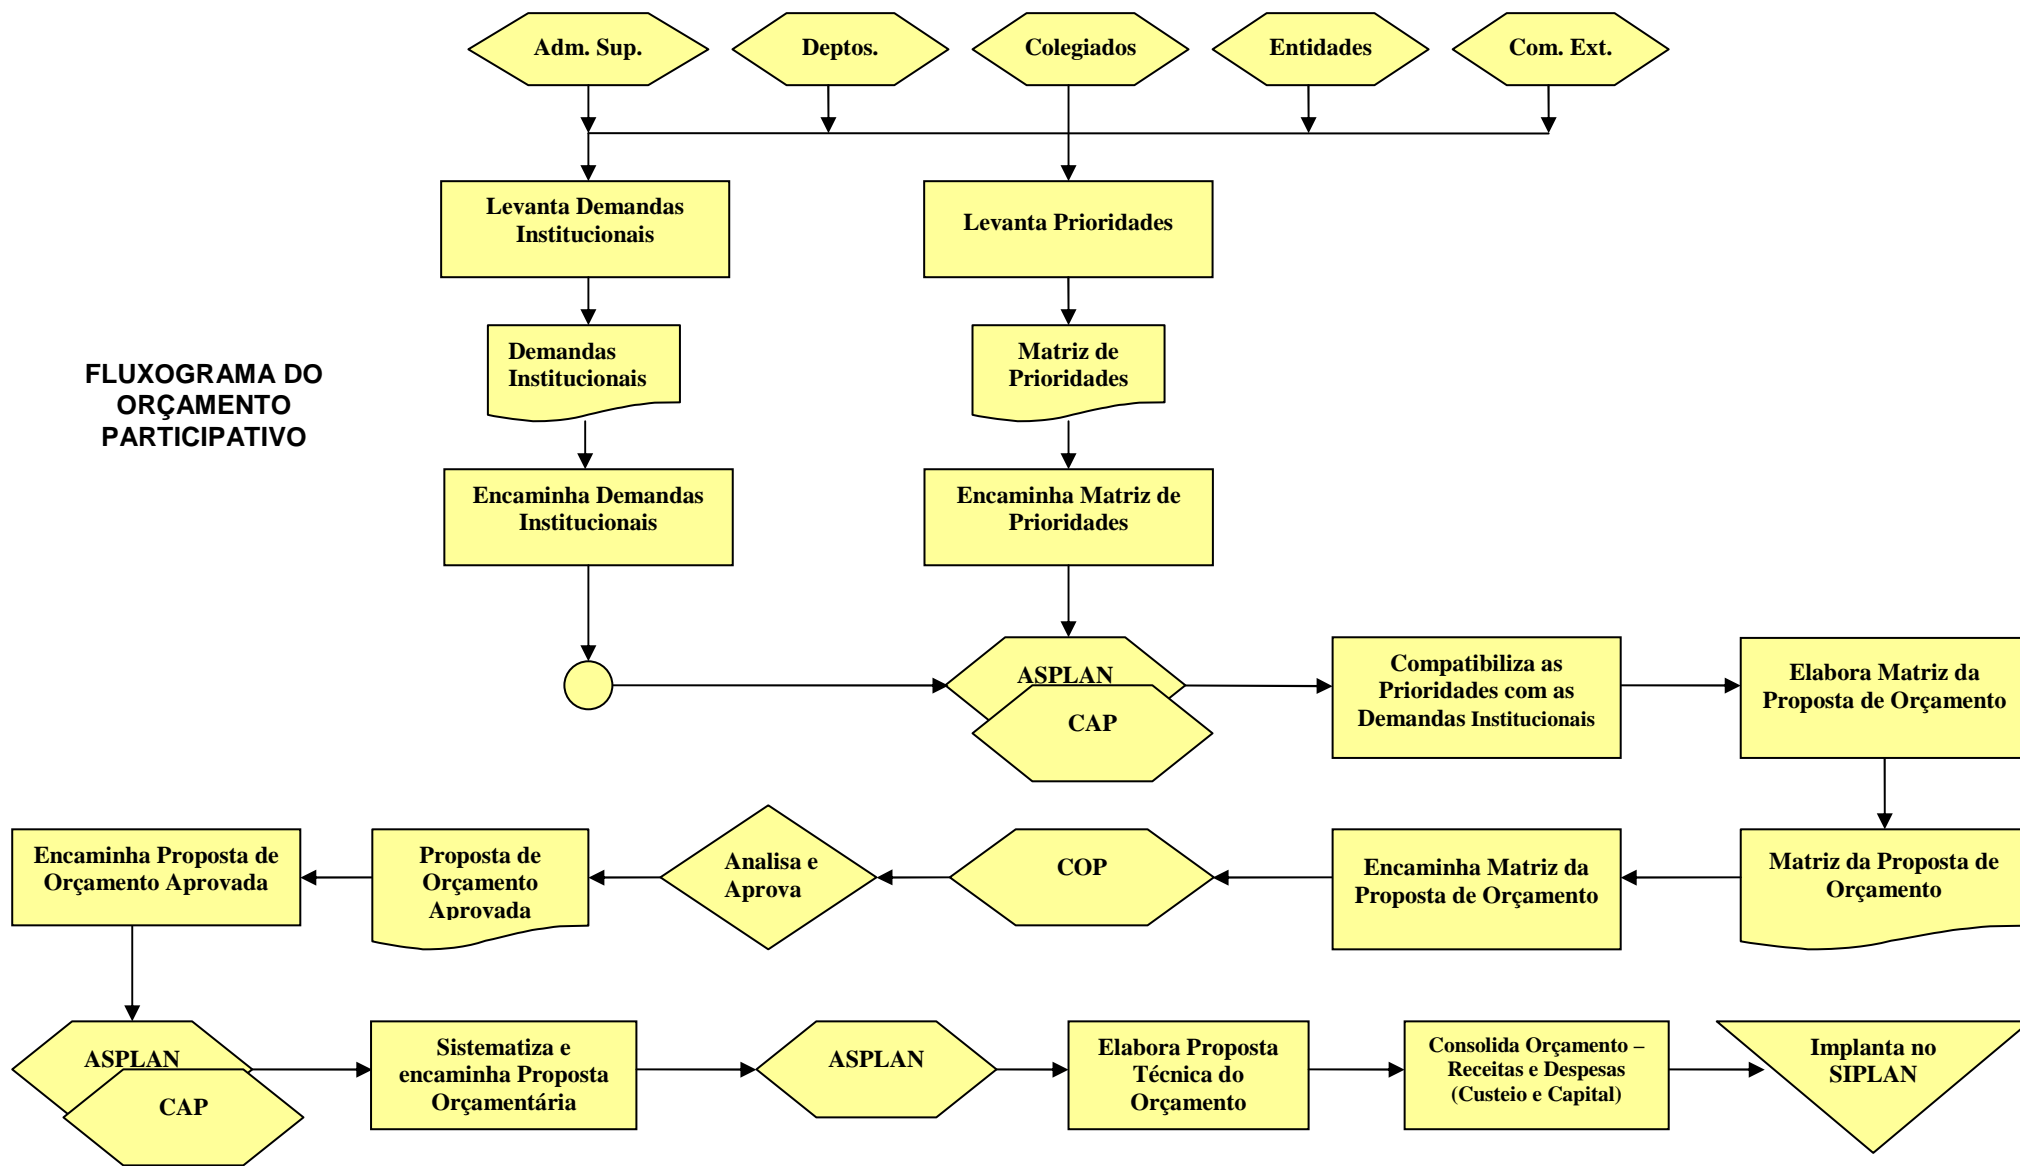 Adm. Sup.
Deptos.
Colegiados
Entidades
Com. Ext.
Levanta Demandas
Institucionais
Levanta Prioridades
FLUXOGRAMA DO
ORÇAMENTO
PARTICIPATIVO
Demandas
Institucionais
Matriz de
Prioridades
Encaminha Demandas
Institucionais
Encaminha Matriz de
Prioridades
ASPLAN
CAP
Compatibiliza as
Prioridades com as
Demandas Institucionais
Elabora Matriz da
Proposta de Orçamento
Encaminha Proposta de
Orçamento Aprovada
Proposta de
Orçamento
Aprovada
Analisa e
Aprova
COP
Encaminha Matriz da
Proposta de Orçamento
Matriz da Proposta de
Orçamento
ASPLAN
CAP
Sistematiza e
encaminha Proposta
Orçamentária
ASPLAN
Elabora Proposta
Técnica do
Orçamento
Consolida Orçamento –
Receitas e Despesas
(Custeio e Capital)
Implanta no
SIPLAN